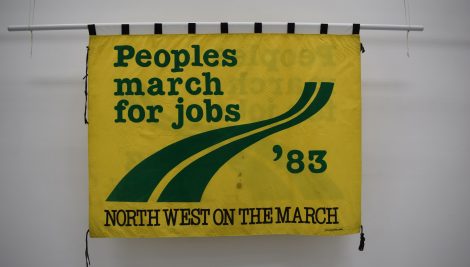 Peoples
march
for jobs
'83
NORTH WEST ON THE MARCH